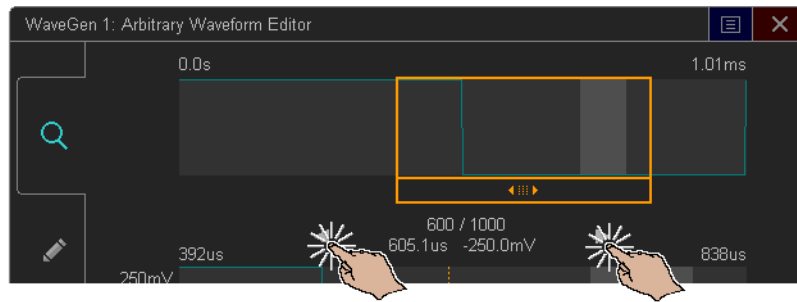 WaveGen 1: Arbitrary Waveform Editor
0.0s 1.01ms
600 / 1000
392us 605.1us -250.0mV 838us
250mV